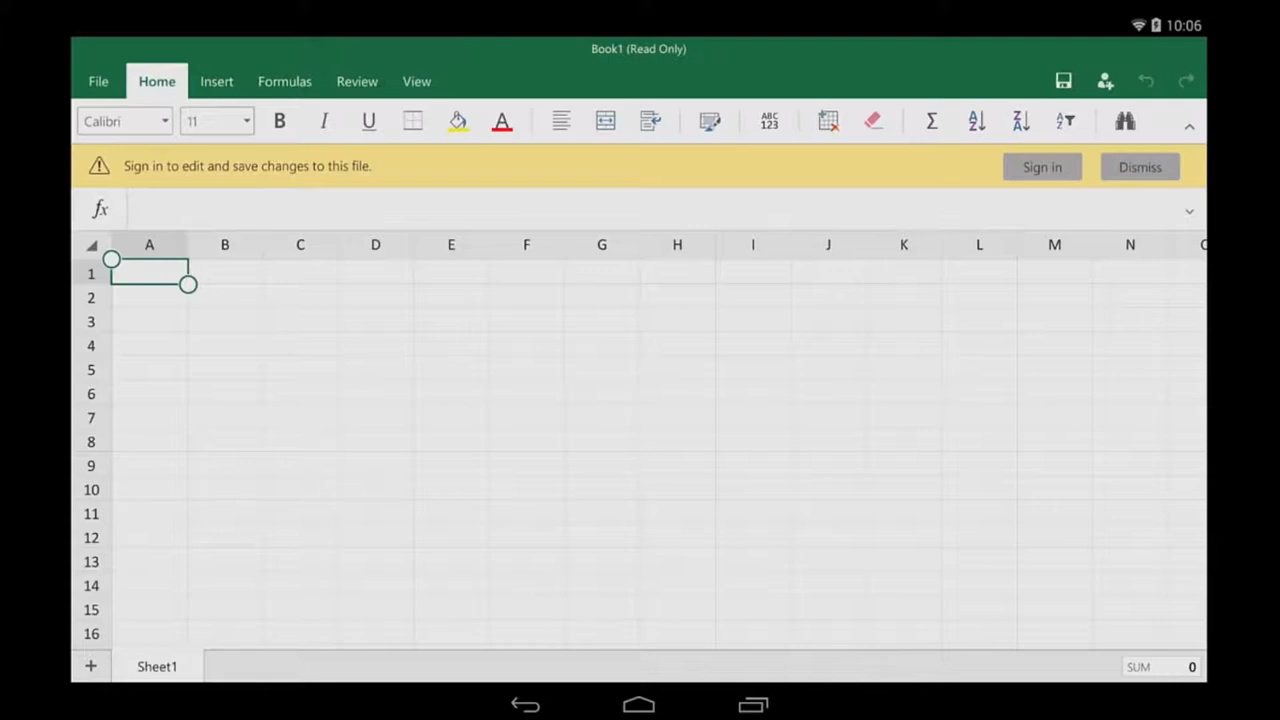 10:06
Book1 (Read Only)
File Home Insert Formulas Review View
Calibri 11 B I U A ABC 123 Σ A Z Z A A Z
Sign in to edit and save changes to this file. Sign in Dismiss
fx
A B C D E F G H I J K L M N
1
2
3
4
5
6
7
8
9
10
11
12
13
14
15
16
+ Sheet1 SUM 0